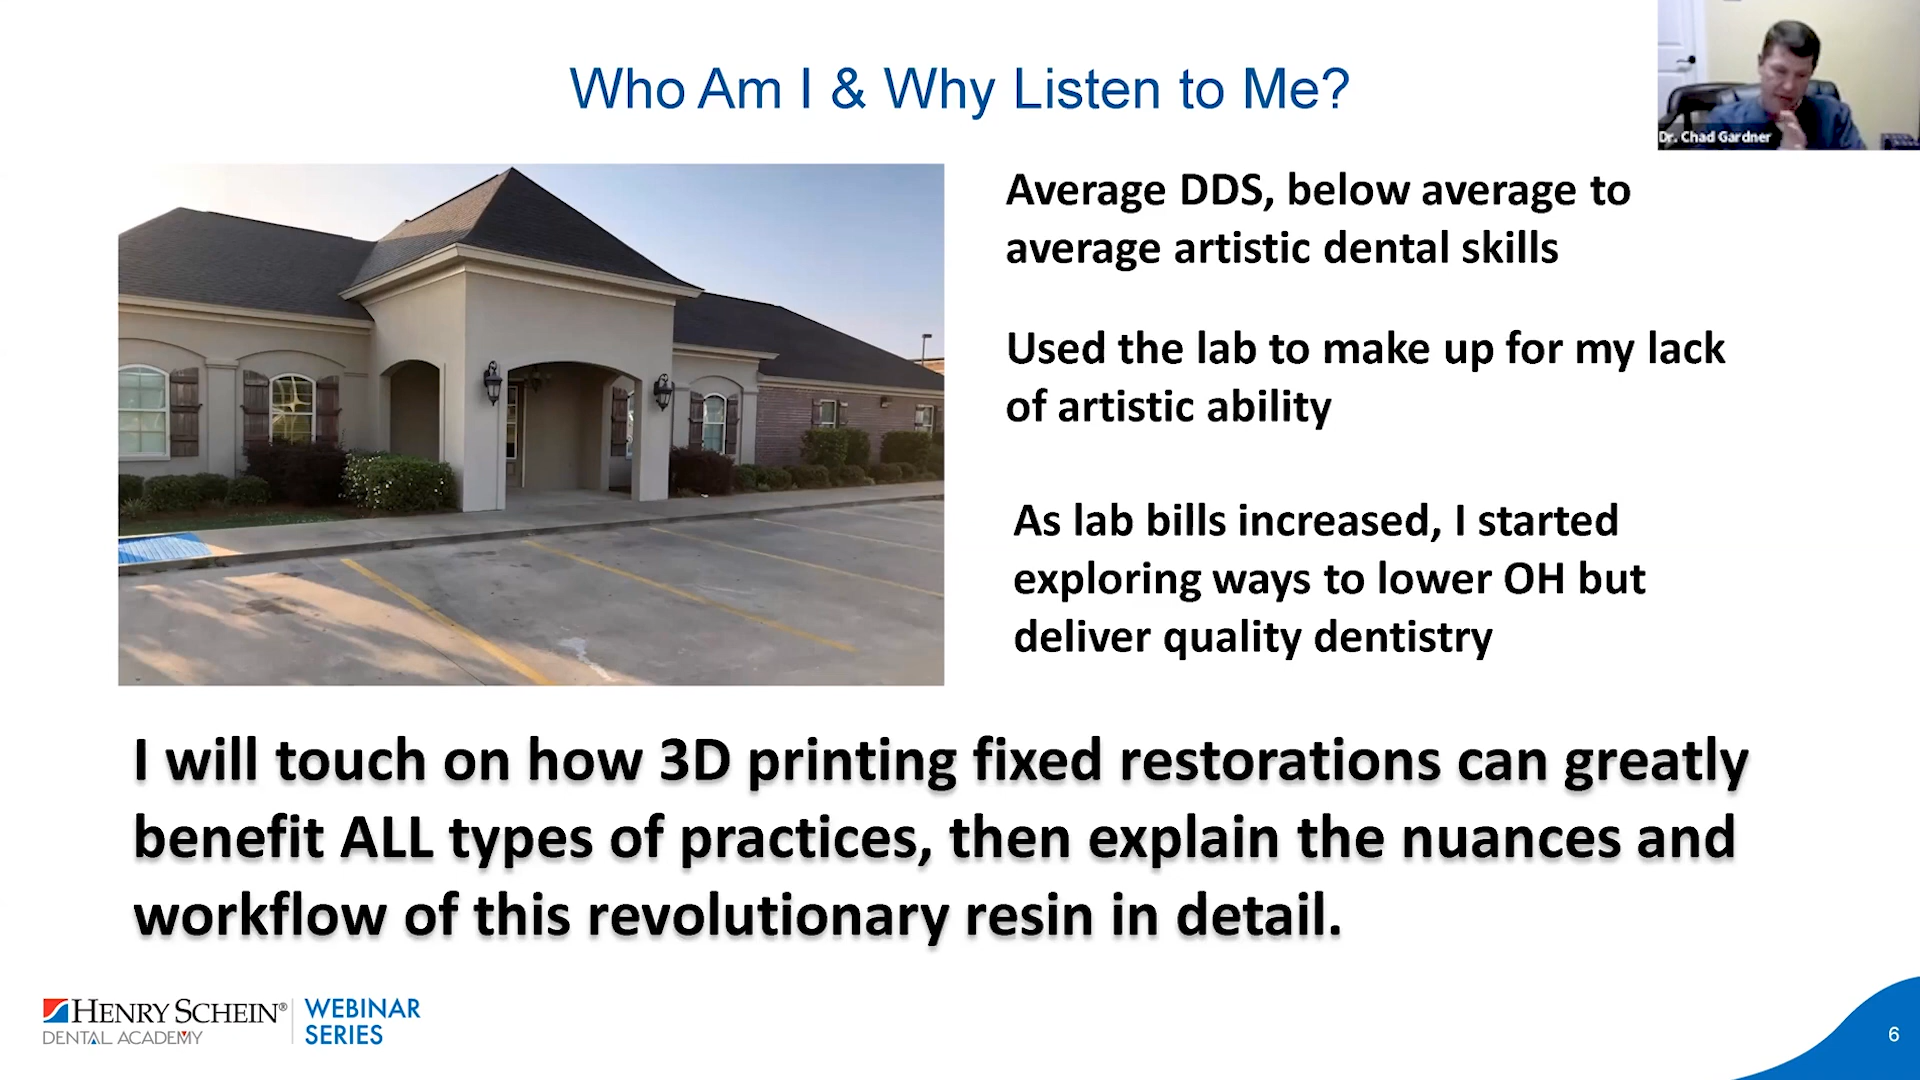 Who Am I & Why Listen to Me?
Dr. Chad Gardner
Average DDS, below average to
average artistic dental skills
Used the lab to make up for my lack
of artistic ability
As lab bills increased, I started
exploring ways to lower OH but
deliver quality dentistry
I will touch on how 3D printing fixed restorations can greatly
benefit ALL types of practices, then explain the nuances and
workflow of this revolutionary resin in detail.
HENRY SCHEIN®
DENTAL ACADEMY
WEBINAR
SERIES
6